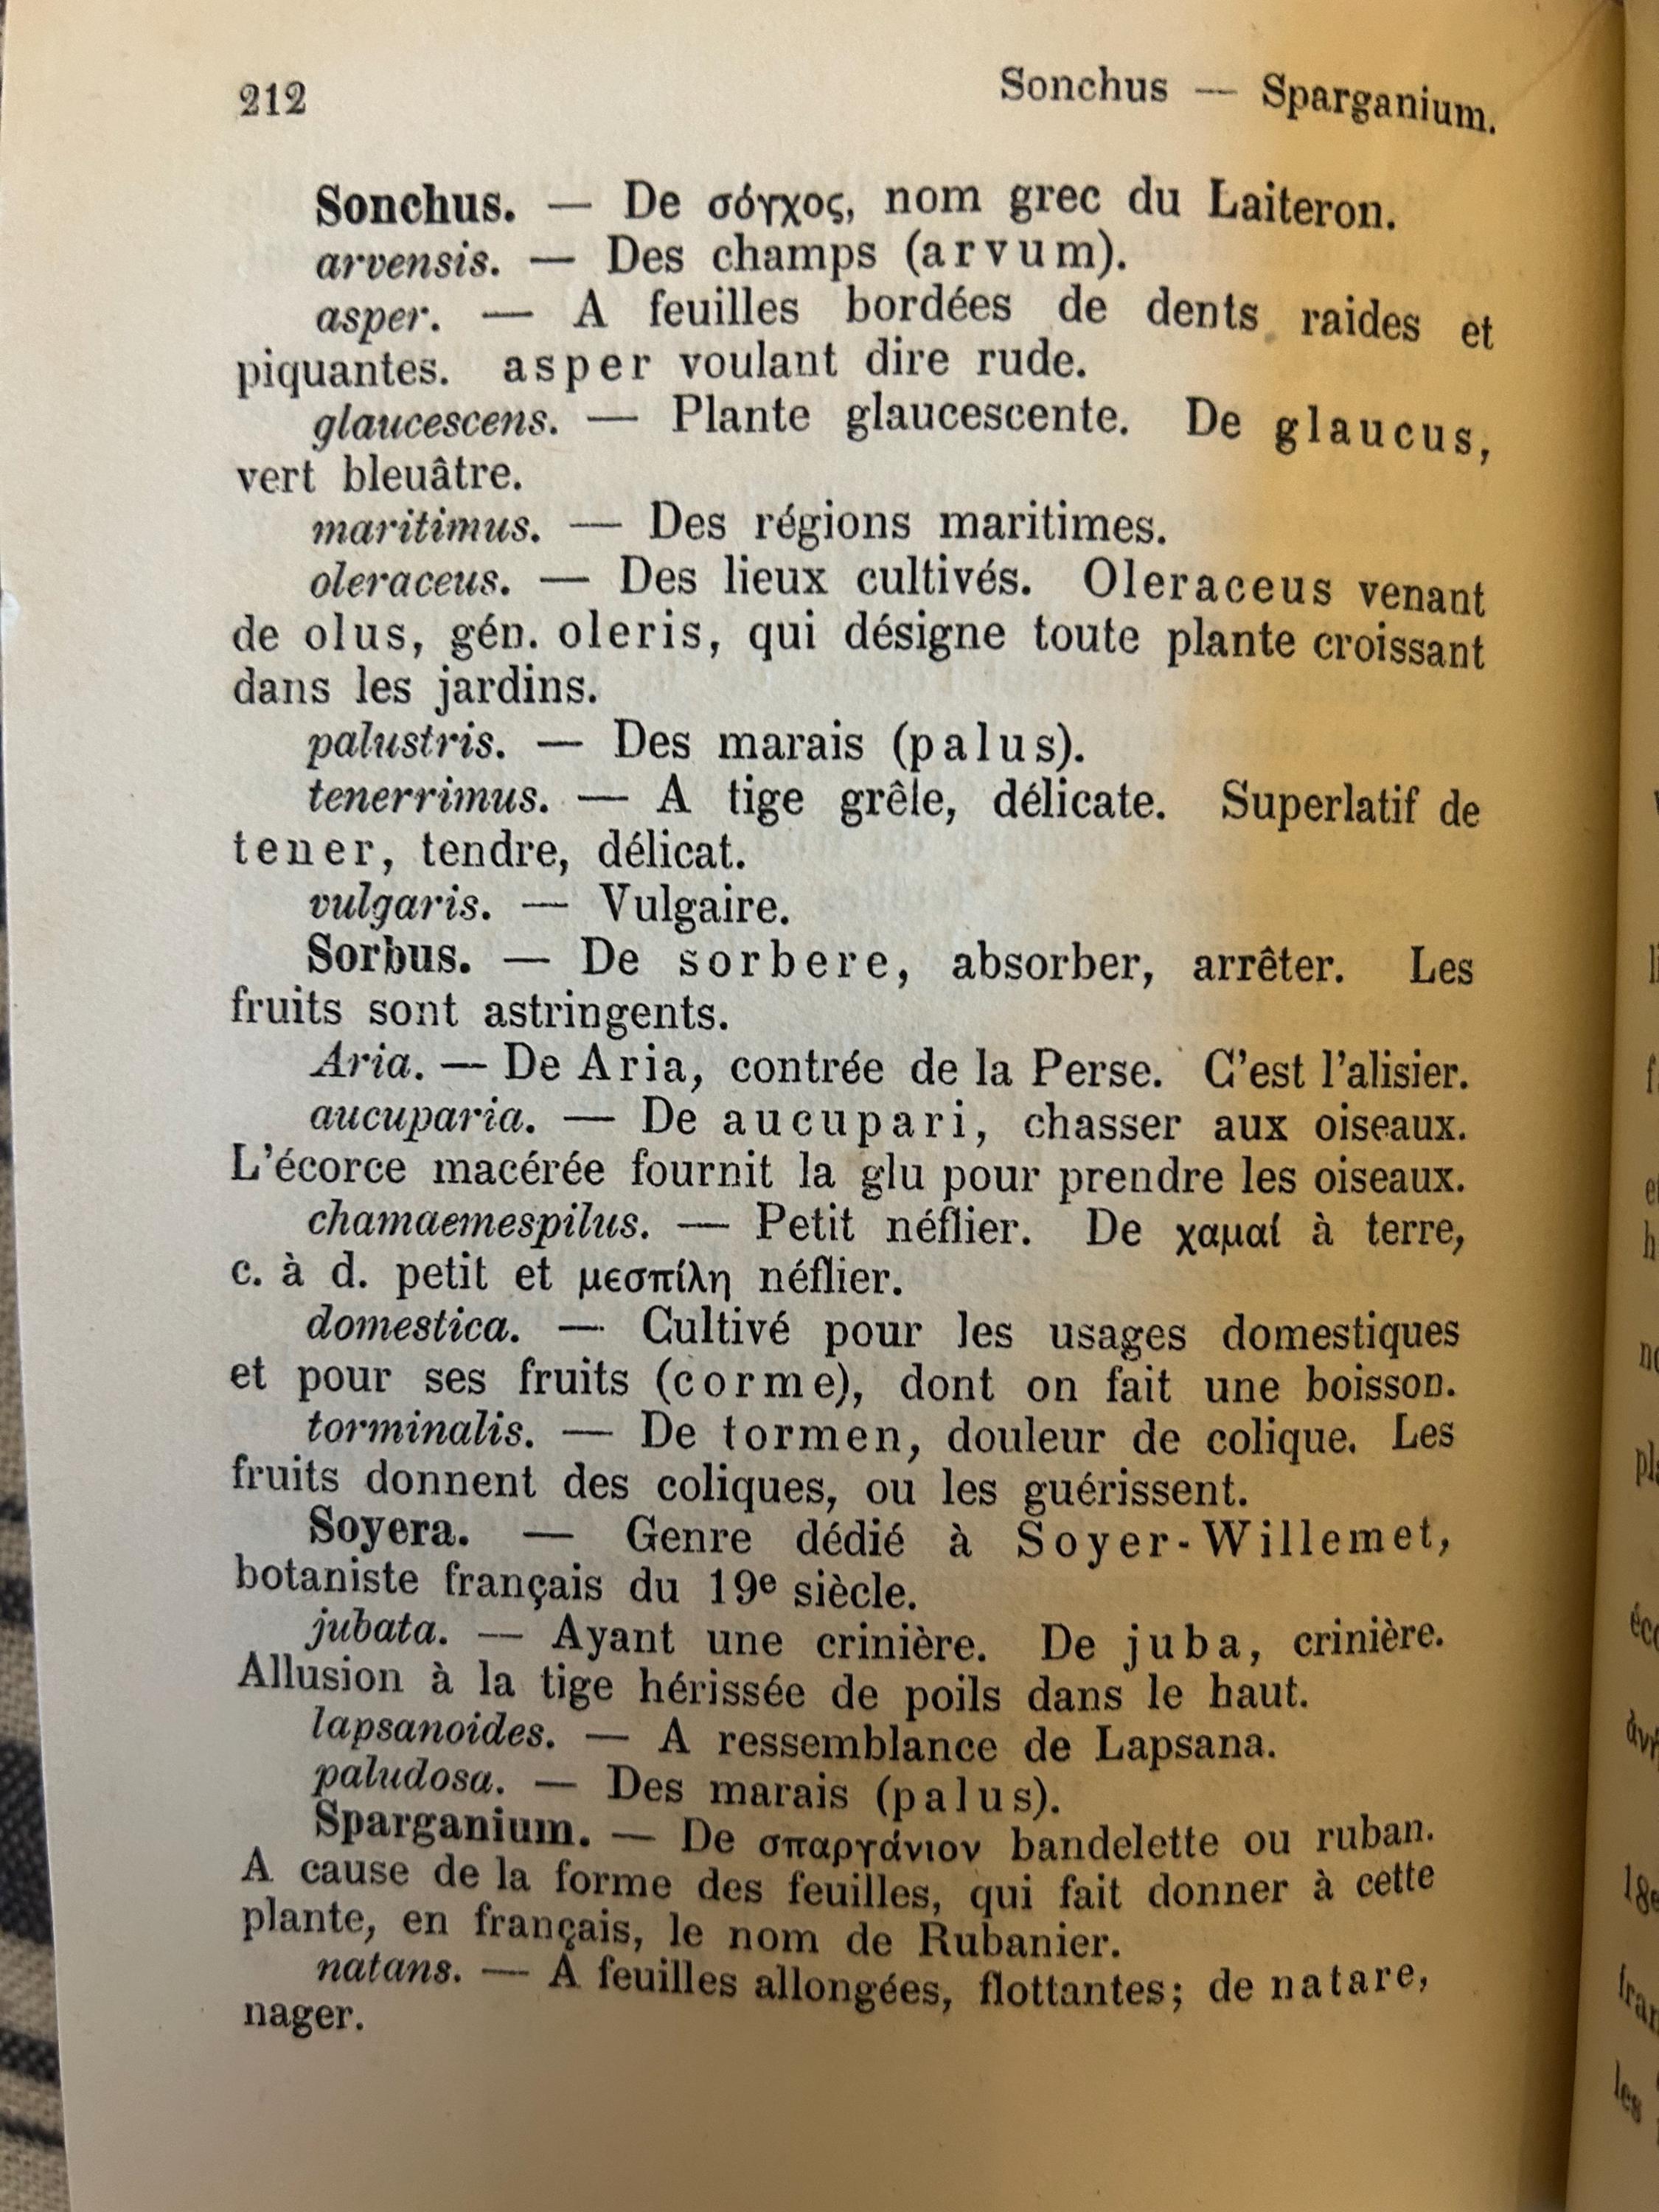 212
Sonchus — Sparganium.
Sonchus. — De σόγχος, nom grec du Laiteron.
arvensis. — Des champs (arvum).
asper. — A feuilles bordées de dents raides et
piquantes. asper voulant dire rude.
glaucescens. — Plante glaucescente. De glaucus,
vert bleuâtre.
maritimus. — Des régions maritimes.
oleraceus. — Des lieux cultivés. Oleraceus venant
de olus, gén. oleris, qui désigne toute plante croissant
dans les jardins.
palustris. — Des marais (palus).
tenerrimus. — A tige grêle, délicate. Superlatif de
tener, tendre, délicat.
vulgaris. — Vulgaire.
Sorbus. — De sorbere, absorber, arrêter. Les
fruits sont astringents.
Aria. — De Aria, contrée de la Perse. C'est l'alisier.
aucuparia. — De aucupari, chasser aux oiseaux.
L'écorce macérée fournit la glu pour prendre les oiseaux.
chamaemespilus. — Petit néflier. De χαμαί à terre,
c. à d. petit et μεσπίλη néflier.
domestica. — Cultivé pour les usages domestiques
et pour ses fruits (corme), dont on fait une boisson.
torminalis. — De tormen, douleur de colique. Les
fruits donnent des coliques, ou les guérissent.
Soyera. — Genre dédié à Soyer-Willemet,
botaniste français du 19e siècle.
jubata. — Ayant une crinière. De juba, crinière.
Allusion à la tige hérissée de poils dans le haut.
lapsanoides. — A ressemblance de Lapsana.
paludosa. — Des marais (palus).
Sparganium. — De σπαργάνιον bandelette ou ruban.
A cause de la forme des feuilles, qui fait donner à cette
plante, en français, le nom de Rubanier.
natans. — A feuilles allongées, flottantes; de natare,
nager.